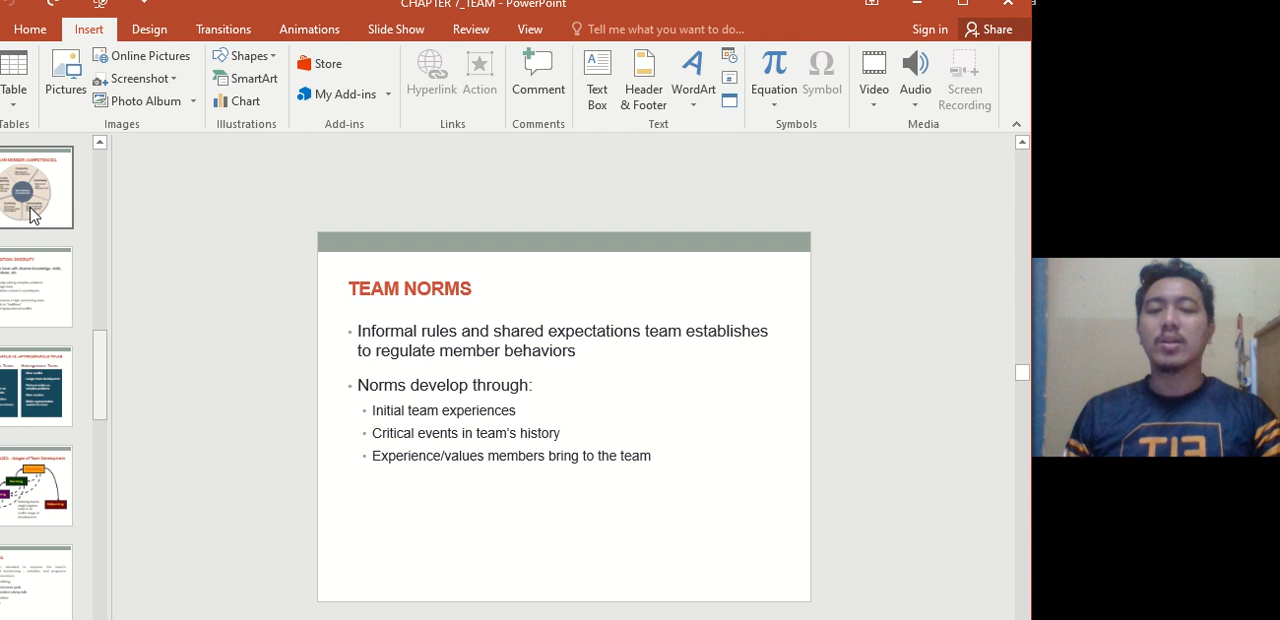 CHAPTER 7_TEAM - PowerPoint
Home Insert Design Transitions Animations Slide Show Review View Tell me what you want to do... Sign in Share
Table
Tables
Pictures
Online Pictures
Screenshot
Photo Album
Images
Shapes
SmartArt
Chart
Illustrations
Store
My Add-ins
Add-ins
Hyperlink
Action
Links
Comment
Comments
Text
Box
Header
& Footer
WordArt
Text
Equation
Symbol
Symbols
Video
Audio
Screen
Recording
Media
TEAM NORMS
• Informal rules and shared expectations team establishes
to regulate member behaviors
• Norms develop through:
• Initial team experiences
• Critical events in team's history
• Experience/values members bring to the team